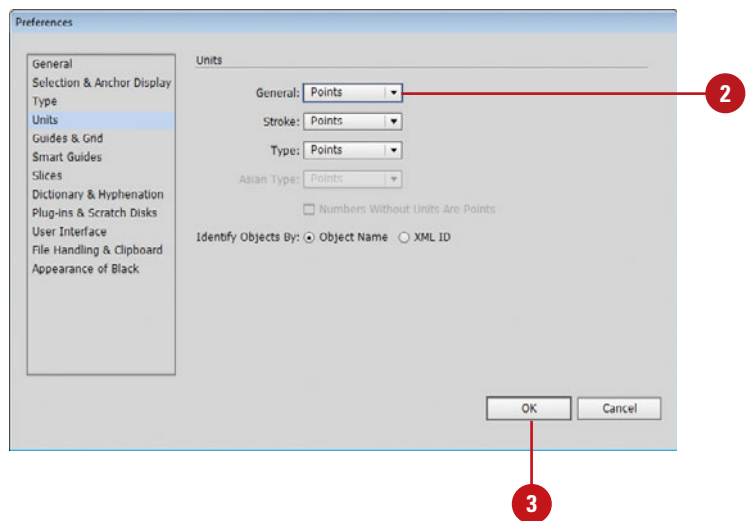 Preferences
General
Selection & Anchor Display
Type
Units
Guides & Grid
Smart Guides
Slices
Dictionary & Hyphenation
Plug-ins & Scratch Disks
User Interface
File Handling & Clipboard
Appearance of Black
Units
General: Points
2
Stroke: Points
Type: Points
Asian Type: Points
Numbers Without Units Are Points
Identify Objects By: Object Name XML ID
OK Cancel
3